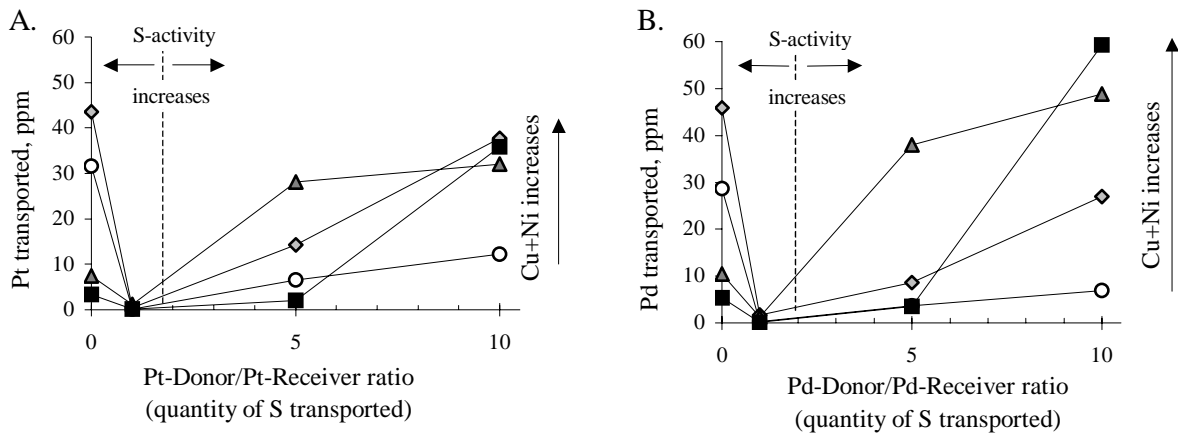 A.
60
50
40
30
20
10
0
Pt transported, ppm
S-activity
increases
Cu+Ni increases
0
5
10
Pt-Donor/Pt-Receiver ratio
(quantity of S transported)
B.
60
50
40
30
20
10
0
Pd transported, ppm
S-activity
increases
Cu+Ni increases
0
5
10
Pd-Donor/Pd-Receiver ratio
(quantity of S transported)